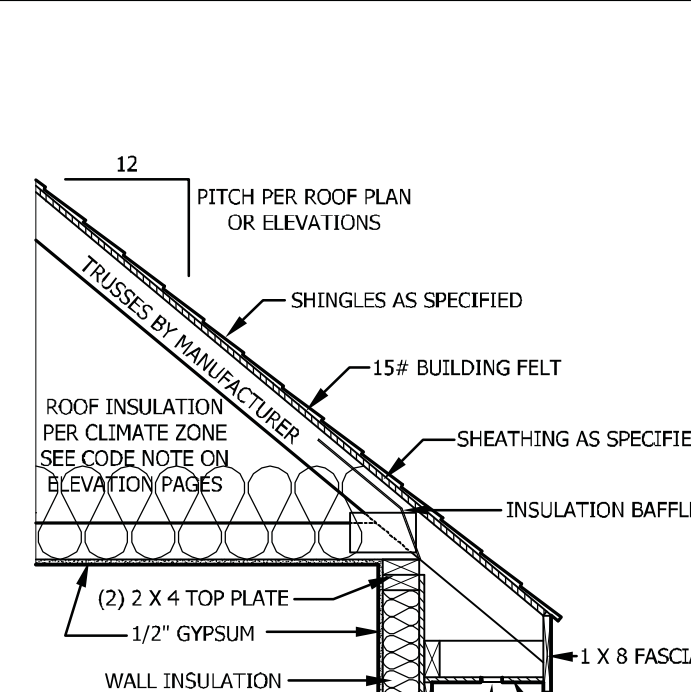 12
PITCH PER ROOF PLAN
OR ELEVATIONS
TRUSSES BY MANUFACTURER
SHINGLES AS SPECIFIED
15# BUILDING FELT
ROOF INSULATION
PER CLIMATE ZONE
SEE CODE NOTE ON
ELEVATION PAGES
SHEATHING AS SPECIFIE
INSULATION BAFFL
(2) 2 X 4 TOP PLATE
1/2" GYPSUM
1 X 8 FASCIA
WALL INSULATION